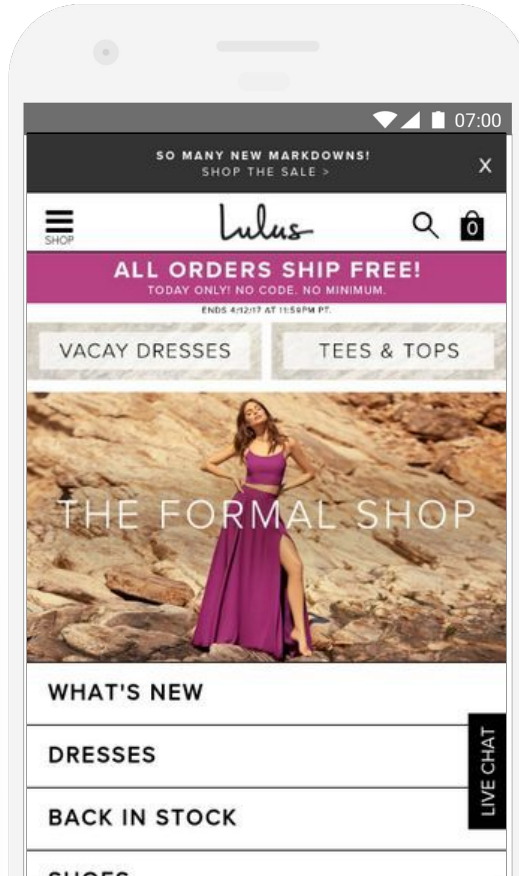 07:00
SO MANY NEW MARKDOWNS!
SHOP THE SALE >
X
SHOP
Lulus
0
ALL ORDERS SHIP FREE!
TODAY ONLY! NO CODE. NO MINIMUM.
ENDS 4/12/17 AT 11:59PM PT.
VACAY DRESSES
TEES & TOPS
THE FORMAL SHOP
WHAT'S NEW
DRESSES
LIVE CHAT
BACK IN STOCK
SHOES